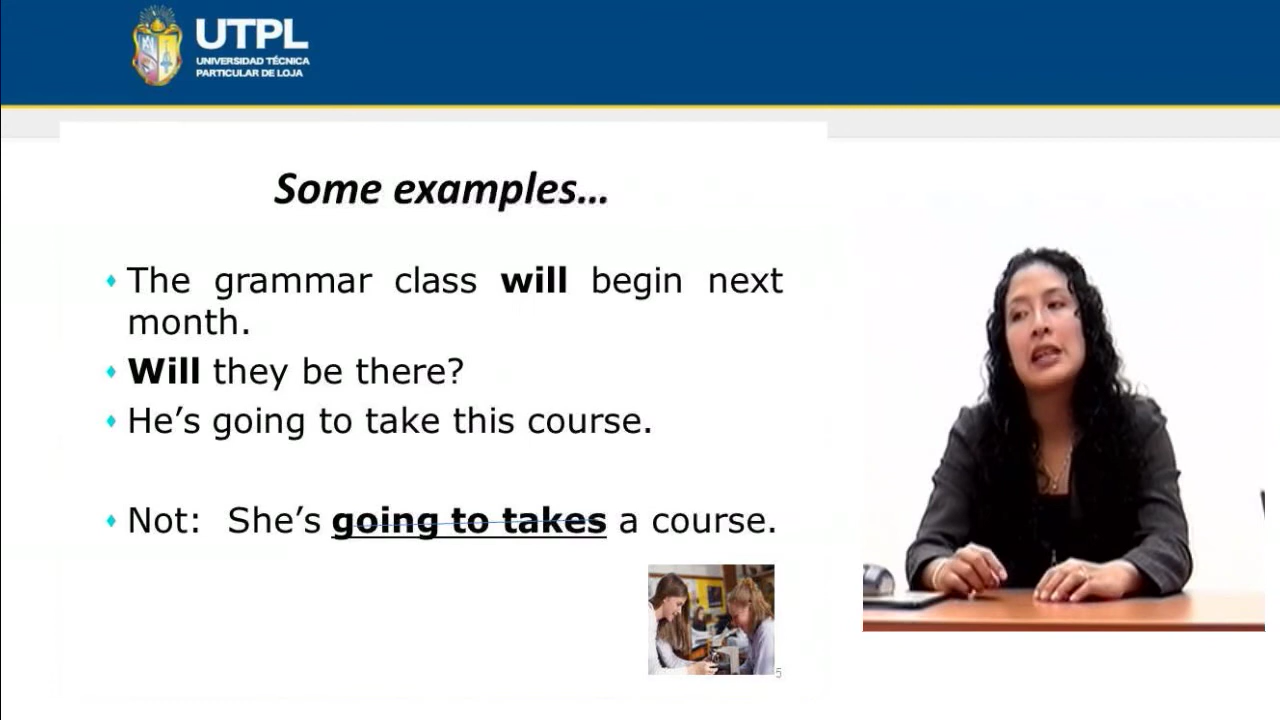 UTPL
UNIVERSIDAD TÉCNICA
PARTICULAR DE LOJA
Some examples...
The grammar class will begin next
month.
Will they be there?
He's going to take this course.
Not: She's going to takes a course.
5